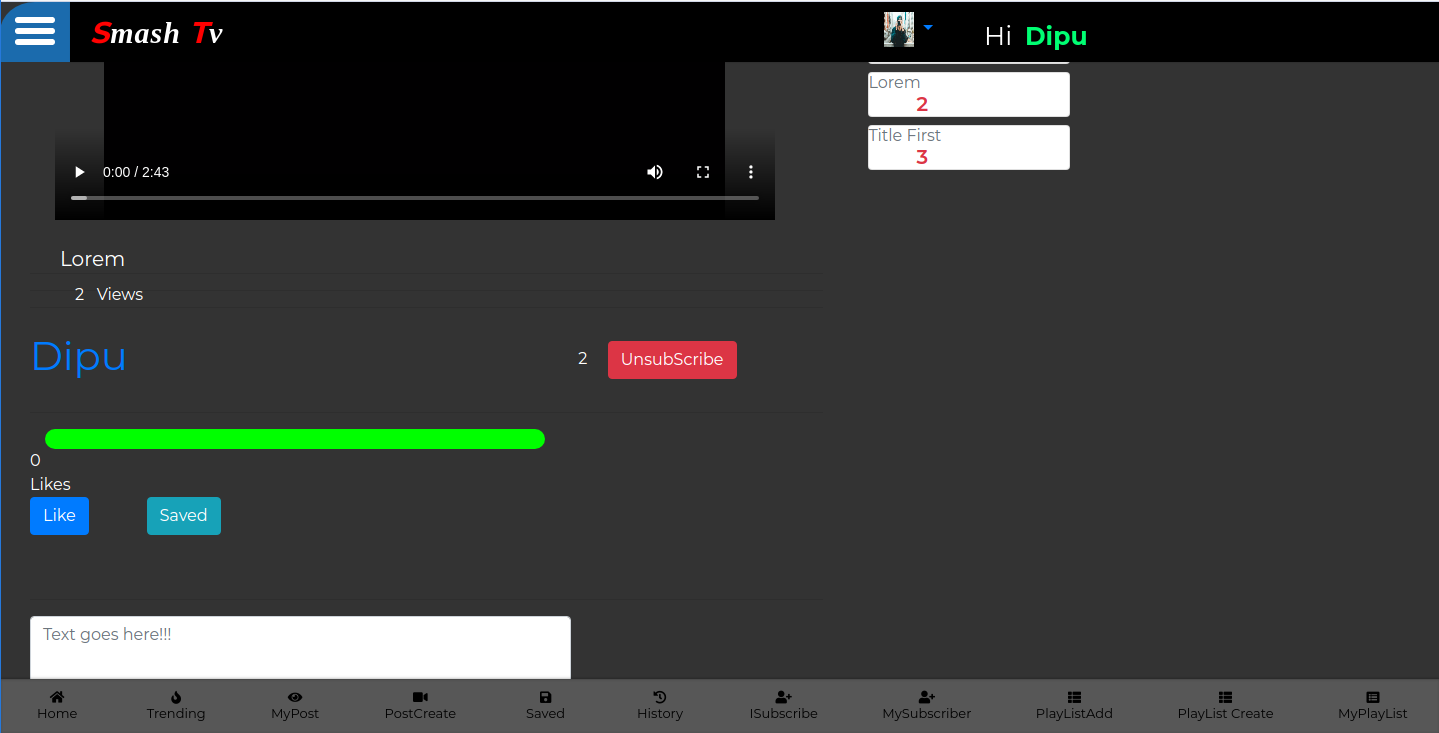 Smash Tv
Hi Dipu
Lorem
2
Title First
3
0:00 / 2:43
Lorem
2 Views
Dipu
2 UnsubScribe
0
Likes
Like Saved
Text goes here!!!
Home Trending MyPost PostCreate Saved History ISubscribe MySubscriber PlayListAdd PlayList Create MyPlayList